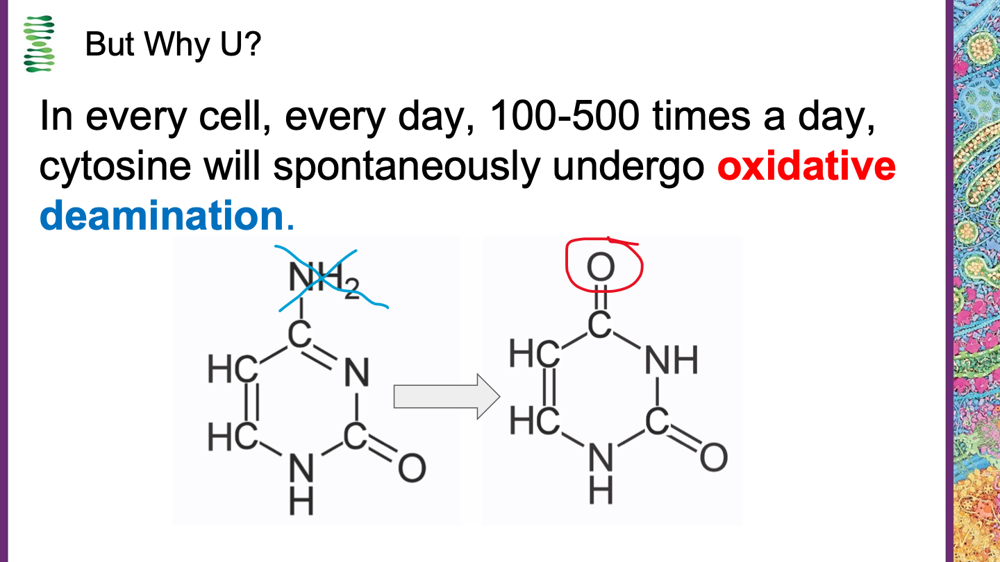 But Why U?
In every cell, every day, 100-500 times a day,
cytosine will spontaneously undergo oxidative
deamination.
NH2
C
HC
N
HC
C
N
O
H
O
C
HC
NH
HC
C
N
O
H